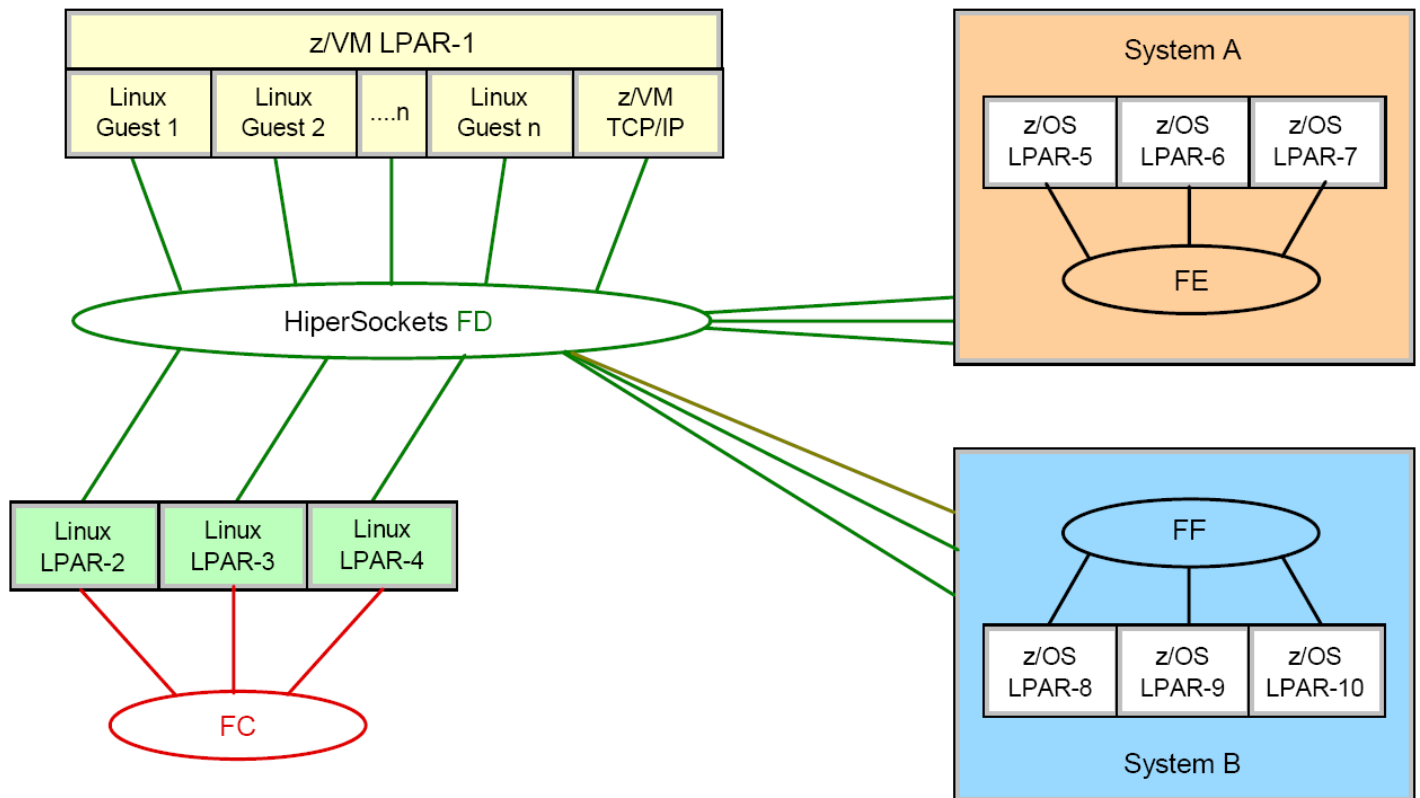 z/VM LPAR-1
Linux
Guest 1
Linux
Guest 2
....n
Linux
Guest n
z/VM
TCP/IP
HiperSockets FD
Linux
LPAR-2
Linux
LPAR-3
Linux
LPAR-4
FC
System A
z/OS
LPAR-5
z/OS
LPAR-6
z/OS
LPAR-7
FE
FF
z/OS
LPAR-8
z/OS
LPAR-9
z/OS
LPAR-10
System B